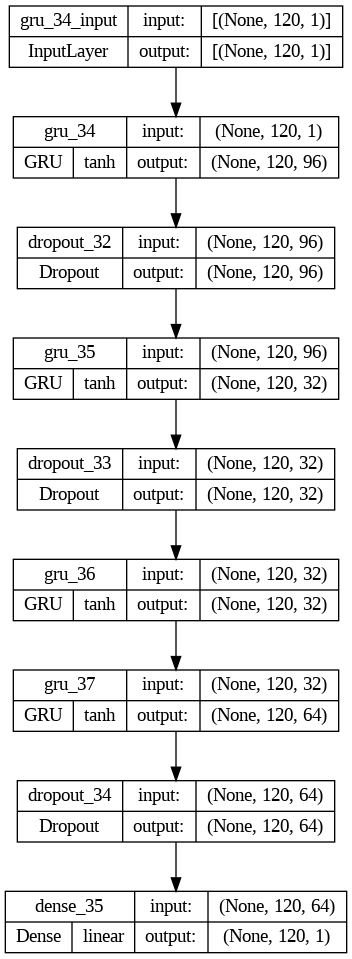 gru_34_input input: [(None, 120, 1)]
InputLayer output: [(None, 120, 1)]
gru_34 input: (None, 120, 1)
GRU tanh output: (None, 120, 96)
dropout_32 input: (None, 120, 96)
Dropout output: (None, 120, 96)
gru_35 input: (None, 120, 96)
GRU tanh output: (None, 120, 32)
dropout_33 input: (None, 120, 32)
Dropout output: (None, 120, 32)
gru_36 input: (None, 120, 32)
GRU tanh output: (None, 120, 32)
gru_37 input: (None, 120, 32)
GRU tanh output: (None, 120, 64)
dropout_34 input: (None, 120, 64)
Dropout output: (None, 120, 64)
dense_35 input: (None, 120, 64)
Dense linear output: (None, 120, 1)